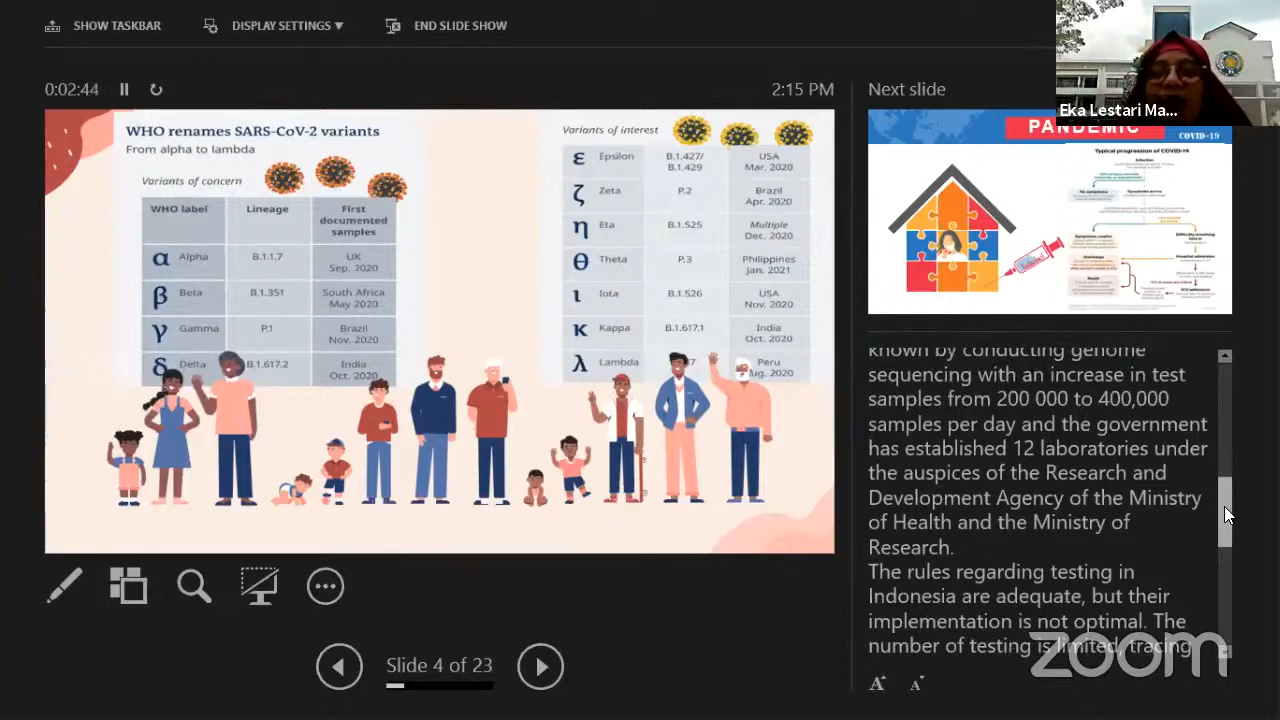 SHOW TASKBAR
DISPLAY SETTINGS ▼
END SLIDE SHOW
0:02:44
2:15 PM
WHO renames SARS-CoV-2 variants
From alpha to lambda
Variants of concern
WHO label Lineage First
documented
samples
α Alpha B.1.1.7 UK
Sep. 2020
β Beta B.1.351 South Africa
May 2020
γ Gamma P.1 Brazil
Nov. 2020
δ Delta B.1.617.2 India
Oct. 2020
Variants of interest
ε Epsilon B.1.427/ USA
B.1.429 Mar. 2020
ζ Zeta P.2 Brazil
Apr. 2020
η Eta B.1.525 Multiple
Dec. 2020
θ Theta P.3 Philippines
Jan. 2021
ι Iota B.1.526 USA
Nov. 2020
κ Kappa B.1.617.1 India
Oct. 2020
λ Lambda Peru
2020
Slide 4 of 23
Next slide
Eka Lestari Ma...
PANDEMIC
COVID-19
Typical progression of COVID-19
known by conducting genome
sequencing with an increase in test
samples from 200 000 to 400,000
samples per day and the government
has established 12 laboratories under
the auspices of the Research and
Development Agency of the Ministry
of Health and the Ministry of
Research.
The rules regarding testing in
Indonesia are adequate, but their
implementation is not optimal. The
number of testing is limited, tracing
zoom
A A